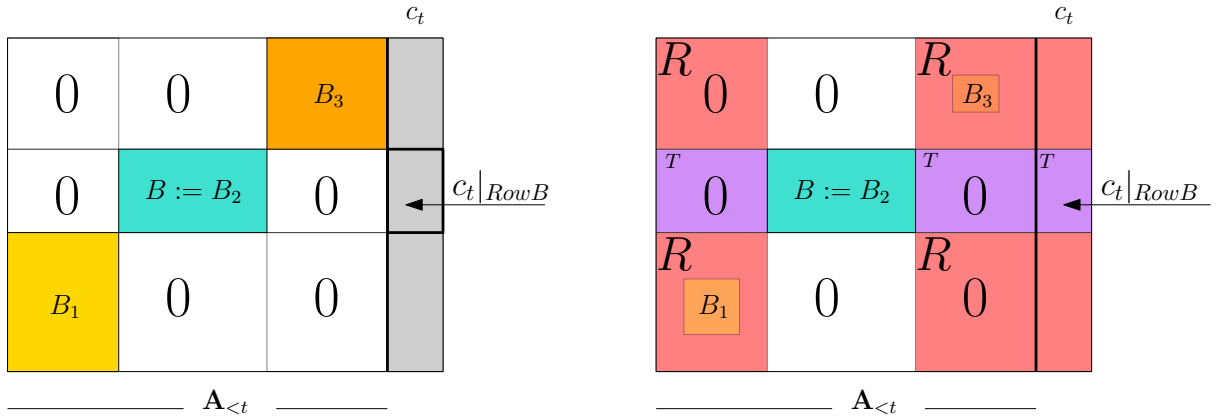 c_t
0 0 B_3
0 B := B_2 0
c_t|_{RowB}
B_1 0 0
A_{<t}
c_t
R 0 0 R B_3
T 0 B := B_2 T 0 T
c_t|_{RowB}
R B_1 0 R 0
A_{<t}